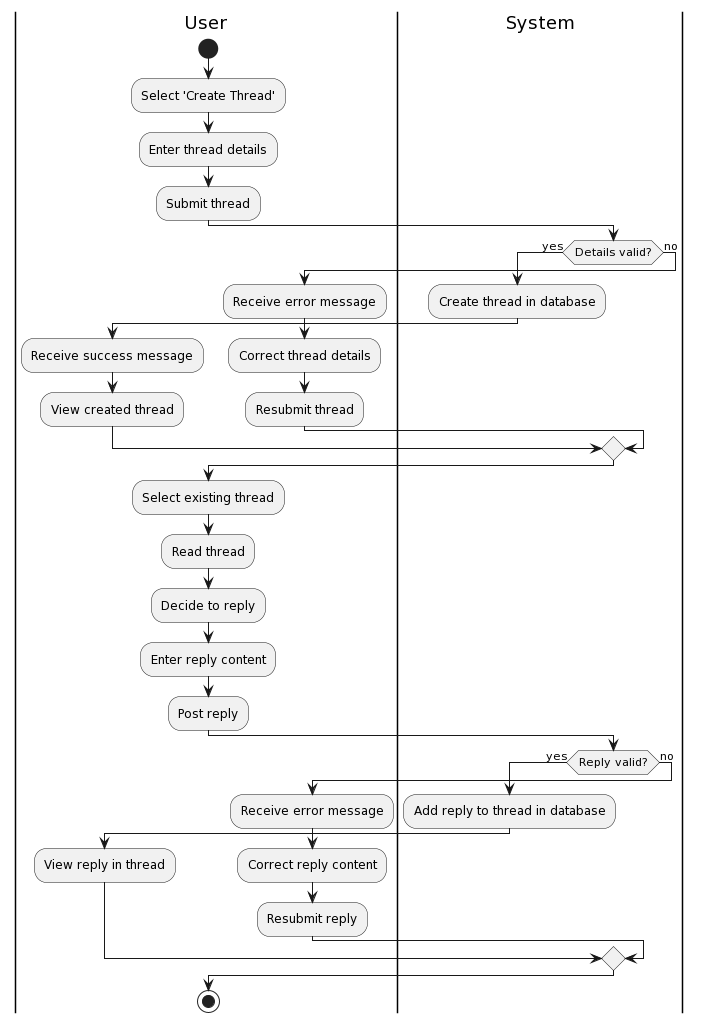 User
System
Select 'Create Thread'
Enter thread details
Submit thread
yes
Details valid?
no
Receive error message
Create thread in database
Receive success message
Correct thread details
View created thread
Resubmit thread
Select existing thread
Read thread
Decide to reply
Enter reply content
Post reply
yes
Reply valid?
no
Receive error message
Add reply to thread in database
View reply in thread
Correct reply content
Resubmit reply